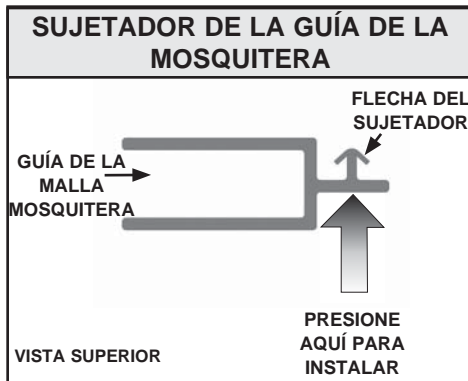 SUJETADOR DE LA GUÍA DE LA
MOSQUITERA
FLECHA DEL
SUJETADOR
GUÍA DE LA
MALLA
MOSQUITERA
PRESIONE
AQUÍ PARA
INSTALAR
VISTA SUPERIOR